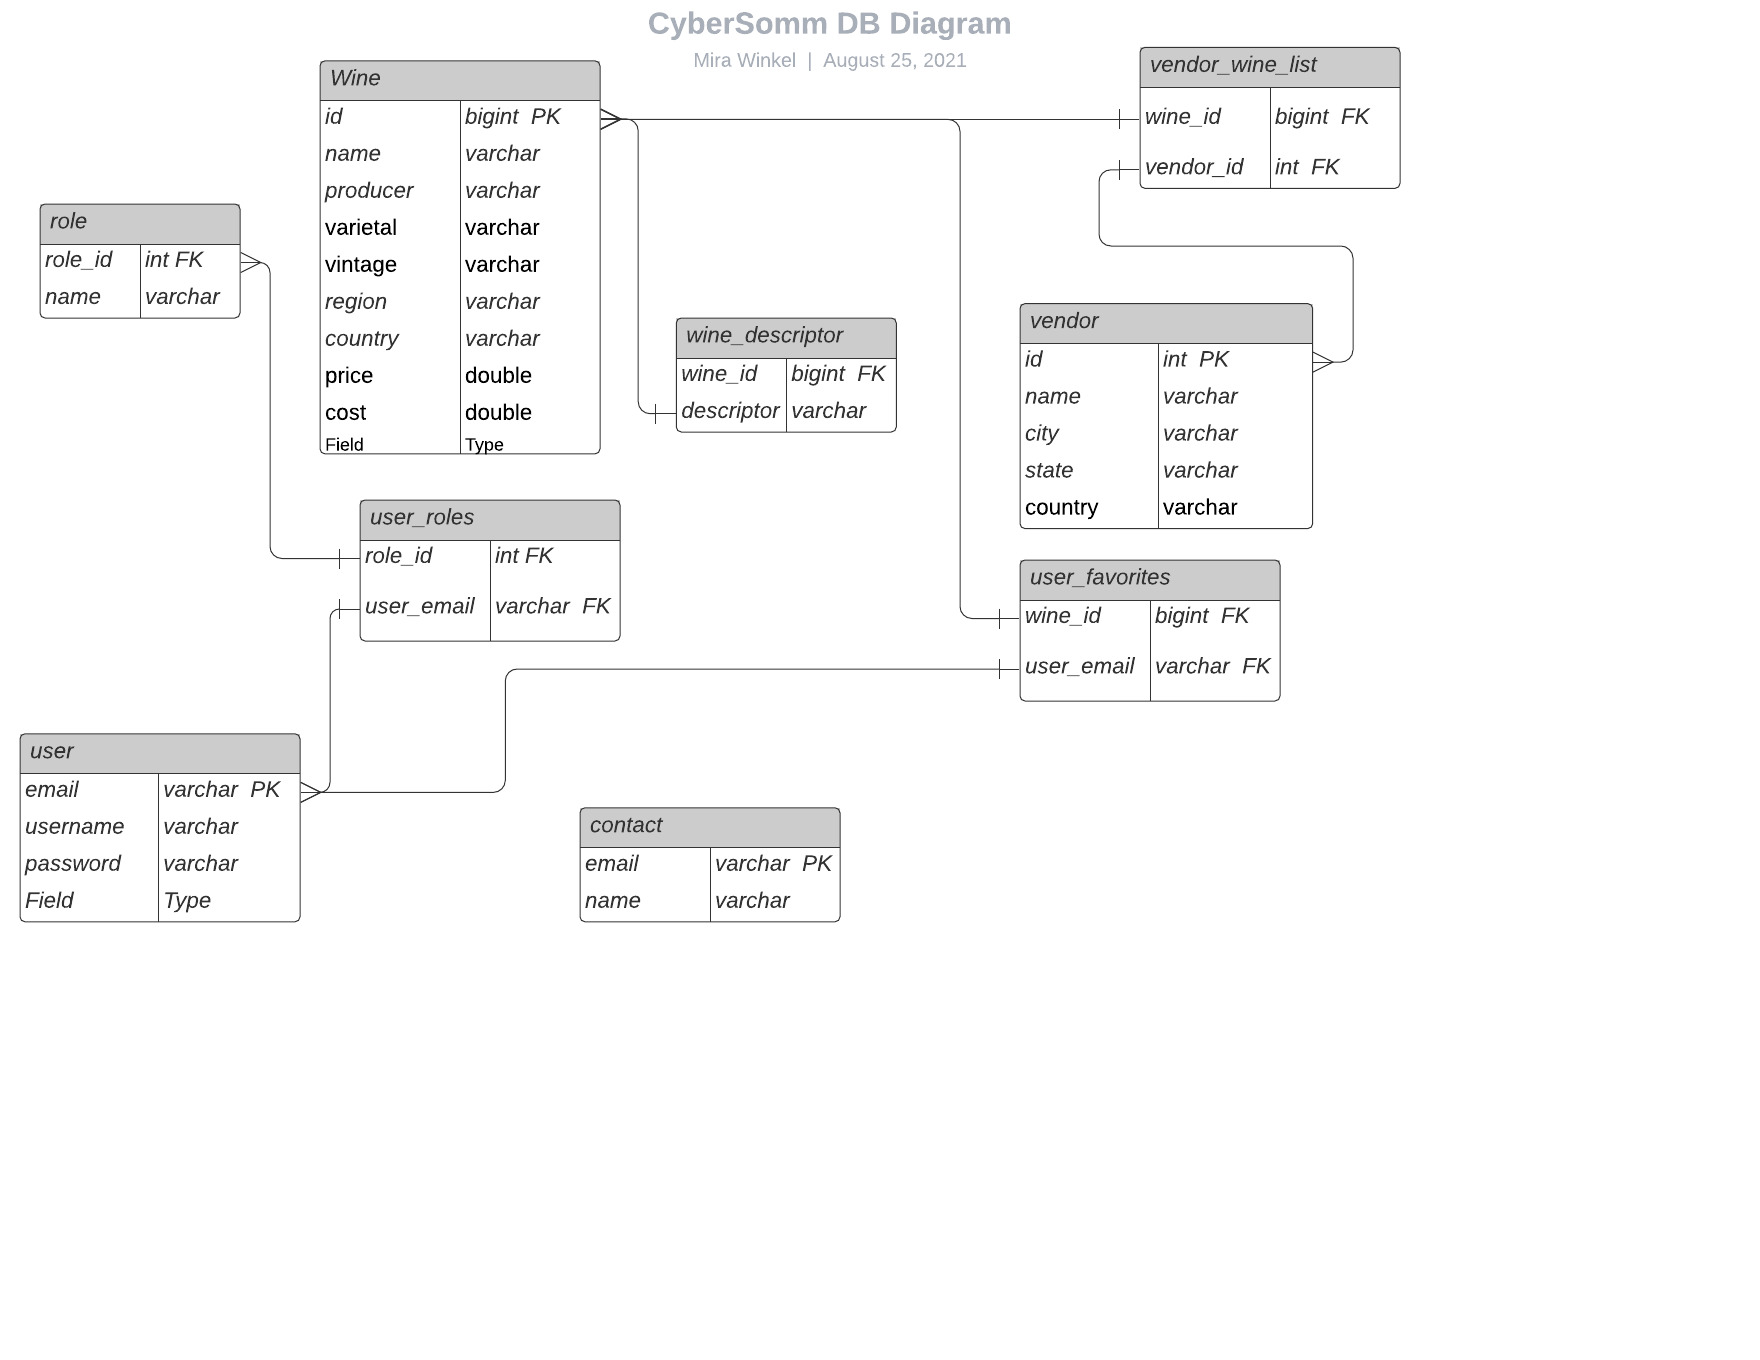 CyberSomm DB Diagram
Mira Winkel | August 25, 2021
Wine
id bigint PK
name varchar
producer varchar
varietal varchar
vintage varchar
region varchar
country varchar
price double
cost double
Field Type
vendor_wine_list
wine_id bigint FK
vendor_id int FK
role
role_id int FK
name varchar
wine_descriptor
wine_id bigint FK
descriptor varchar
vendor
id int PK
name varchar
city varchar
state varchar
country varchar
user_roles
role_id int FK
user_email varchar FK
user_favorites
wine_id bigint FK
user_email varchar FK
user
email varchar PK
username varchar
password varchar
Field Type
contact
email varchar PK
name varchar